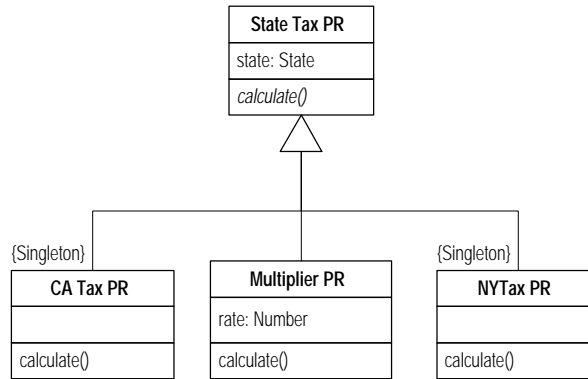 State Tax PR
state: State
calculate()
{Singleton}
CA Tax PR
calculate()
Multiplier PR
rate: Number
calculate()
{Singleton}
NYTax PR
calculate()